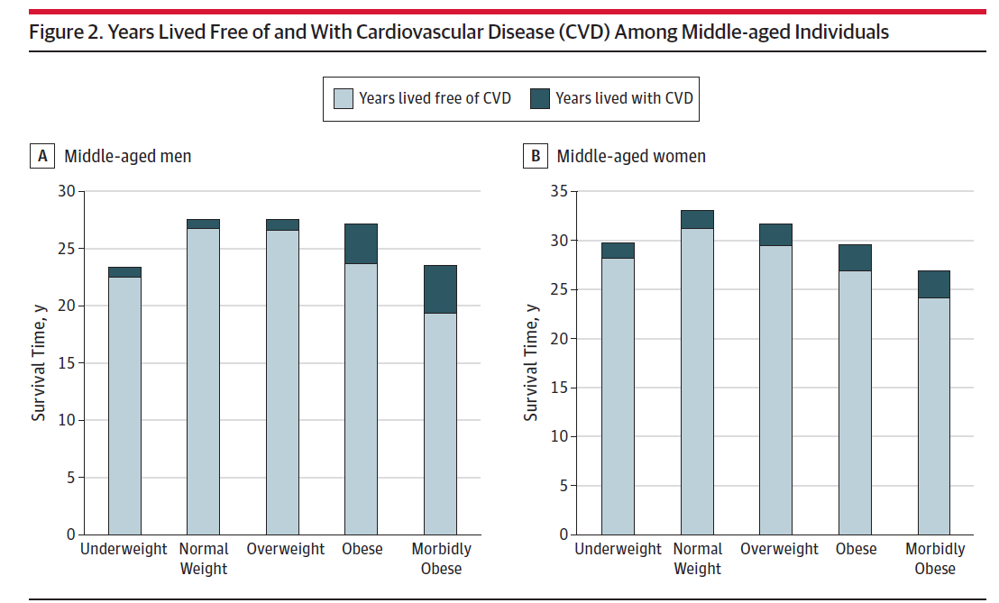 Figure 2. Years Lived Free of and With Cardiovascular Disease (CVD) Among Middle-aged Individuals
Years lived free of CVD
Years lived with CVD
A Middle-aged men
30
25
20
15
10
5
0
Survival Time, y
Underweight
Normal
Weight
Overweight
Obese
Morbidly
Obese
B Middle-aged women
35
30
25
20
15
10
5
0
Survival Time, y
Underweight
Normal
Weight
Overweight
Obese
Morbidly
Obese